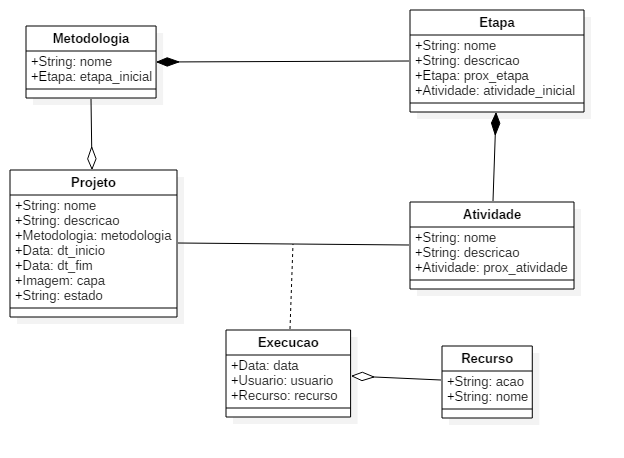 Metodologia
+String: nome
+Etapa: etapa_inicial
Etapa
+String: nome
+String: descricao
+Etapa: prox_etapa
+Atividade: atividade_inicial
Projeto
+String: nome
+String: descricao
+Metodologia: metodologia
+Data: dt_inicio
+Data: dt_fim
+Imagem: capa
+String: estado
Atividade
+String: nome
+String: descricao
+Atividade: prox_atividade
Execucao
+Data: data
+Usuario: usuario
+Recurso: recurso
Recurso
+String: acao
+String: nome